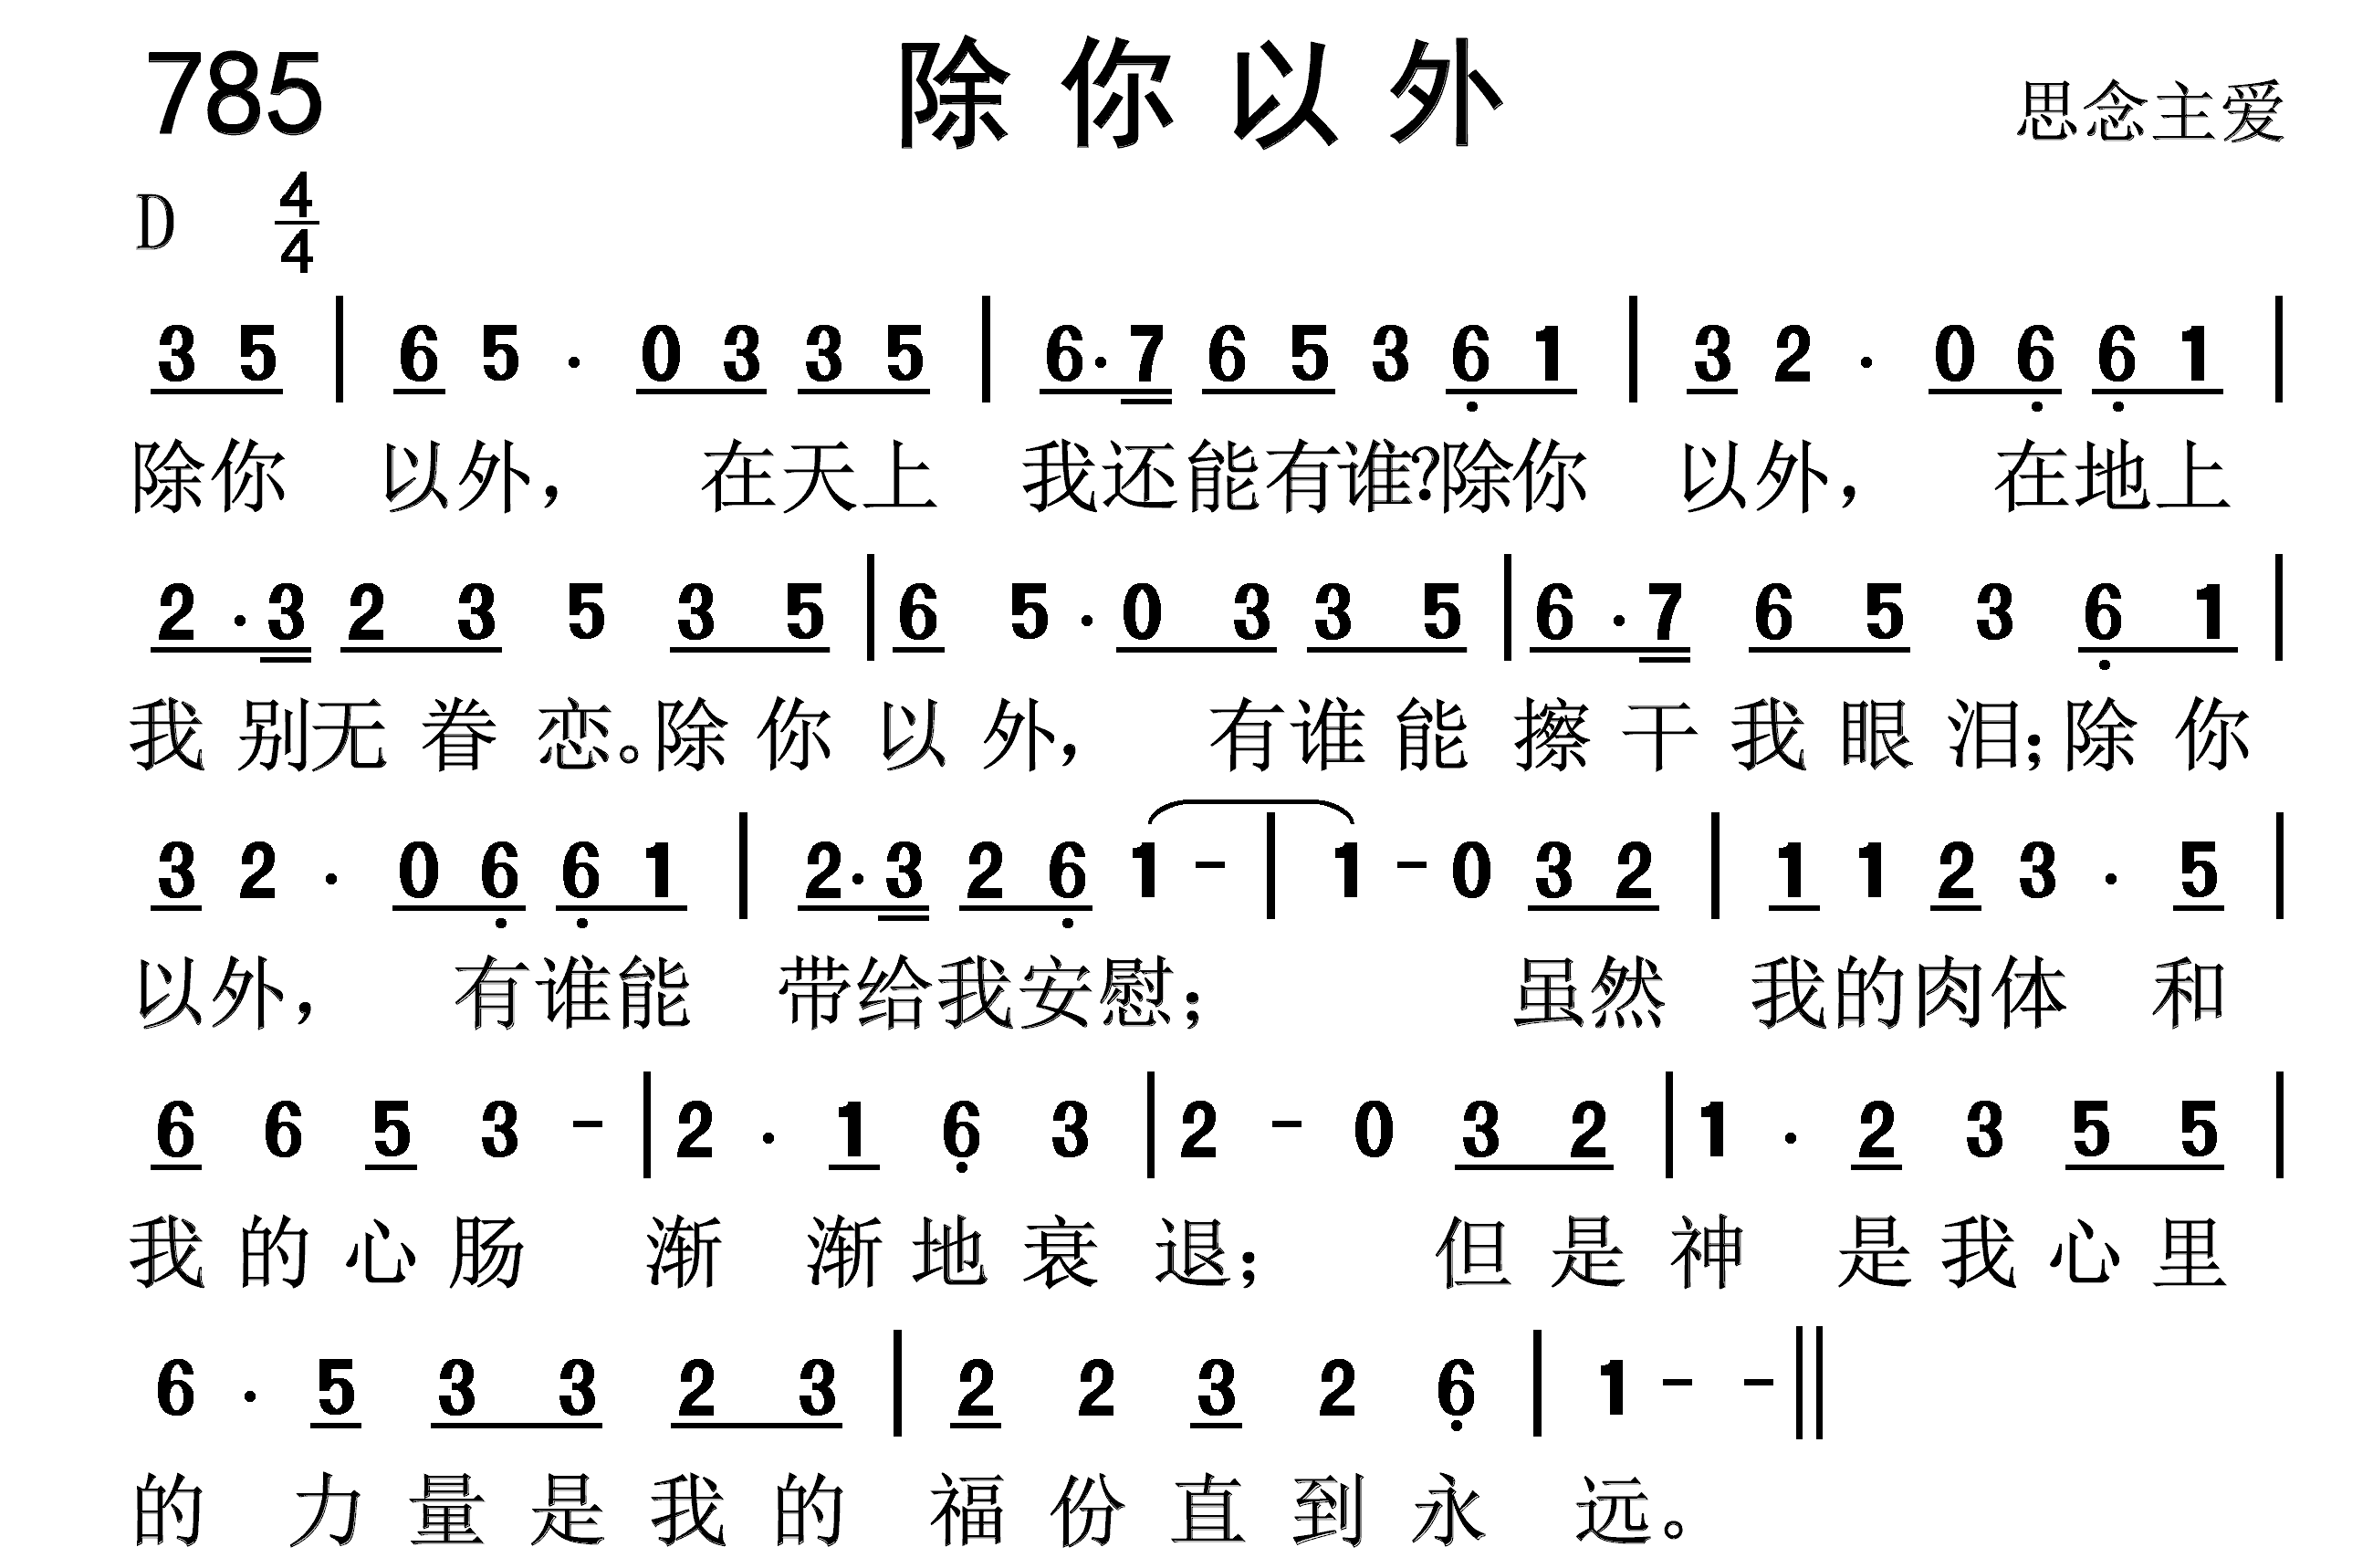 785 除你以外 思念主爱
D 4/4
3 5 | 6 5 · 0 3 3 5 | 6·7 6 5 3 6̣ 1 | 3 2 · 0 6̣ 6̣ 1 |
除你 以外， 在天上 我还能有谁？除你 以外， 在地上
2·3 2 3 5 3 5 | 6 5 · 0 3 3 5 | 6·7 6 5 3 6̣ 1 |
我别无眷恋。除你以外， 有谁能擦干我眼泪；除你
3 2 · 0 6̣ 6̣ 1 | 2·3 2 6̣ 1 - | 1 - 0 3 2 | 1 1 2 3 · 5 |
以外， 有谁能 带给我安慰； 虽然 我的肉体 和
6 6 5 3 - | 2 · 1 6̣ 3 | 2 - 0 3 2 | 1 · 2 3 5 5 |
我的心肠 渐 渐地衰退； 但是神 是我心里
6 · 5 3 3 2 3 | 2 2 3 2 6̣ | 1 - - ||
的 力量是我的 福份直到永 远。